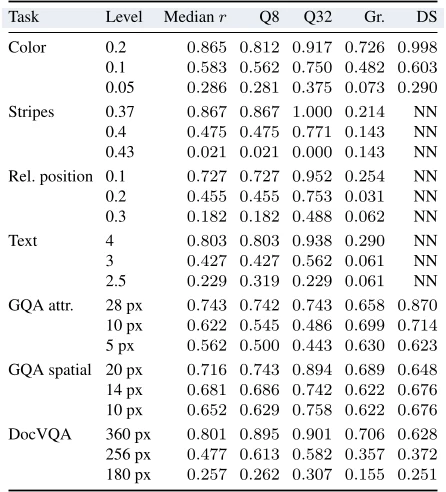 Task Level Median r Q8 Q32 Gr. DS
Color 0.2 0.865 0.812 0.917 0.726 0.998
0.1 0.583 0.562 0.750 0.482 0.603
0.05 0.286 0.281 0.375 0.073 0.290
Stripes 0.37 0.867 0.867 1.000 0.214 NN
0.4 0.475 0.475 0.771 0.143 NN
0.43 0.021 0.021 0.000 0.143 NN
Rel. position 0.1 0.727 0.727 0.952 0.254 NN
0.2 0.455 0.455 0.753 0.031 NN
0.3 0.182 0.182 0.488 0.062 NN
Text 4 0.803 0.803 0.938 0.290 NN
3 0.427 0.427 0.562 0.061 NN
2.5 0.229 0.319 0.229 0.061 NN
GQA attr. 28 px 0.743 0.742 0.743 0.658 0.870
10 px 0.622 0.545 0.486 0.699 0.714
5 px 0.562 0.500 0.443 0.630 0.623
GQA spatial 20 px 0.716 0.743 0.894 0.689 0.648
14 px 0.681 0.686 0.742 0.622 0.676
10 px 0.652 0.629 0.758 0.622 0.676
DocVQA 360 px 0.801 0.895 0.901 0.706 0.628
256 px 0.477 0.613 0.582 0.357 0.372
180 px 0.257 0.262 0.307 0.155 0.251